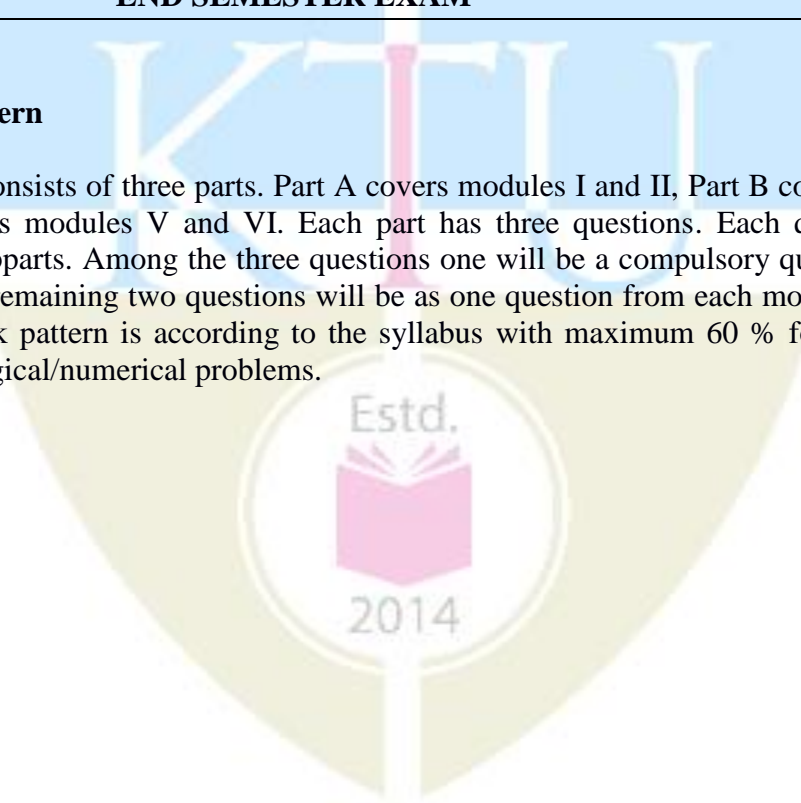 END SEMESTER EXAM
KTU
ern
onsists of three parts. Part A covers modules I and II, Part B co
s modules V and VI. Each part has three questions. Each
pparts. Among the three questions one will be a compulsory qu
remaining two questions will be as one question from each mo
k pattern is according to the syllabus with maximum 60 % f
gical/numerical problems.
Estd.
2014